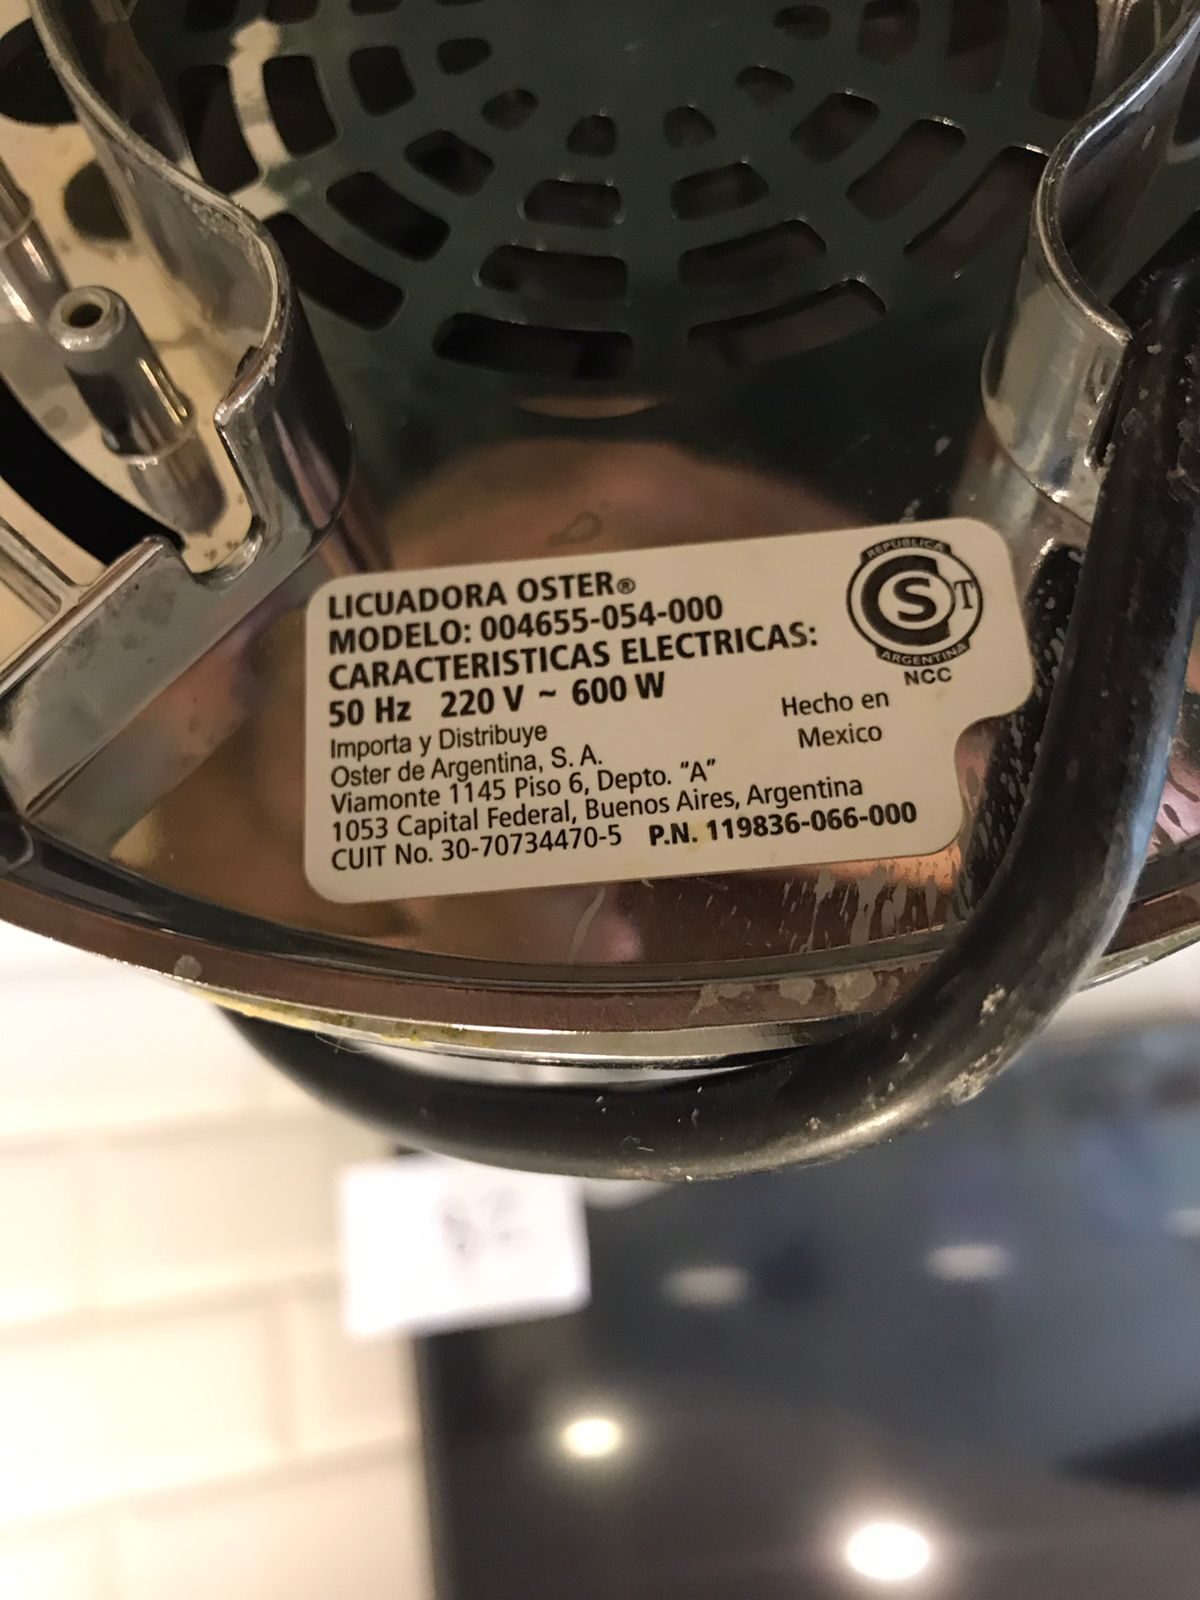 LICUADORA OSTER®
MODELO: 004655-054-000
CARACTERISTICAS ELECTRICAS:
50 Hz 220 V ~ 600 W
Importa y Distribuye
Oster de Argentina, S. A.
Viamonte 1145 Piso 6, Depto. "A"
1053 Capital Federal, Buenos Aires, Argentina
CUIT No. 30-70734470-5 P.N. 119836-066-000
Hecho en
Mexico
REPUBLICA
S T
ARGENTINA
NCC